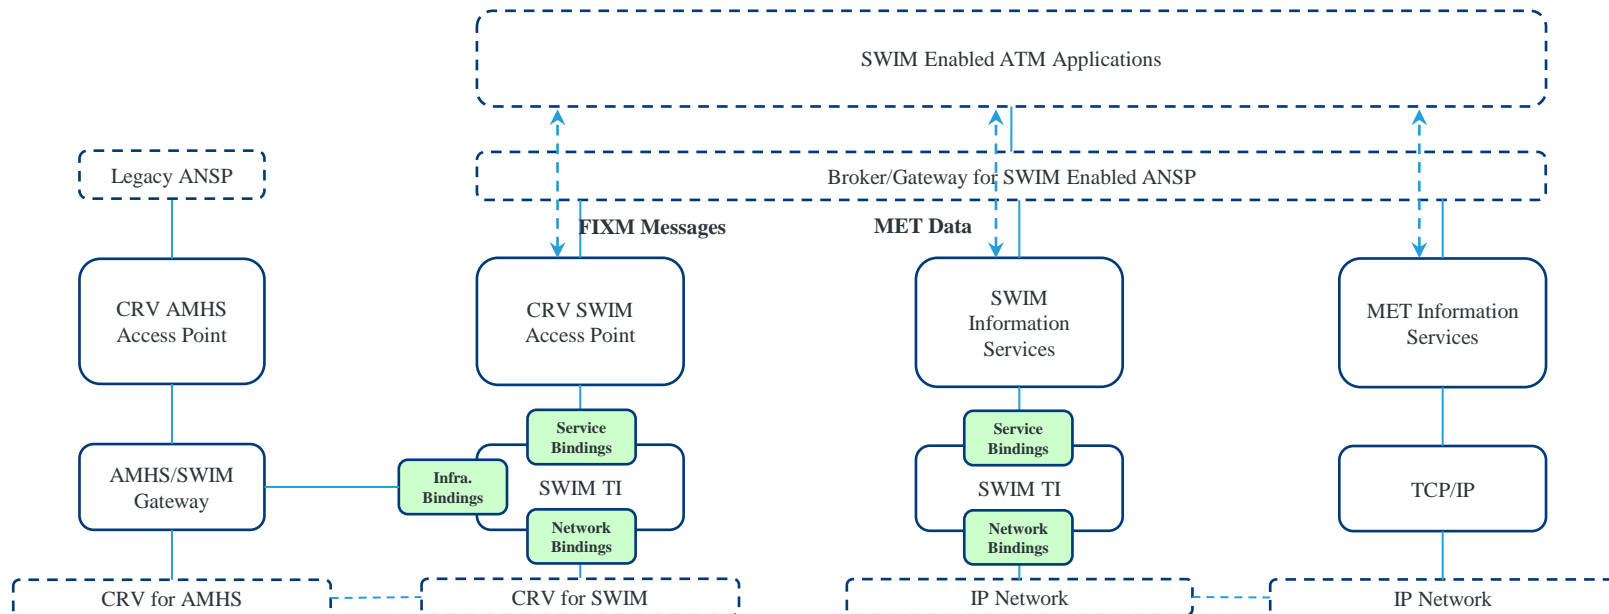 SWIM Enabled ATM Applications
Legacy ANSP
Broker/Gateway for SWIM Enabled ANSP
FIXM Messages
MET Data
CRV AMHS
Access Point
CRV SWIM
Access Point
SWIM
Information
Services
MET Information
Services
Service
Bindings
Service
Bindings
AMHS/SWIM
Gateway
Infra.
Bindings
SWIM TI
SWIM TI
TCP/IP
Network
Bindings
Network
Bindings
CRV for AMHS
CRV for SWIM
IP Network
IP Network